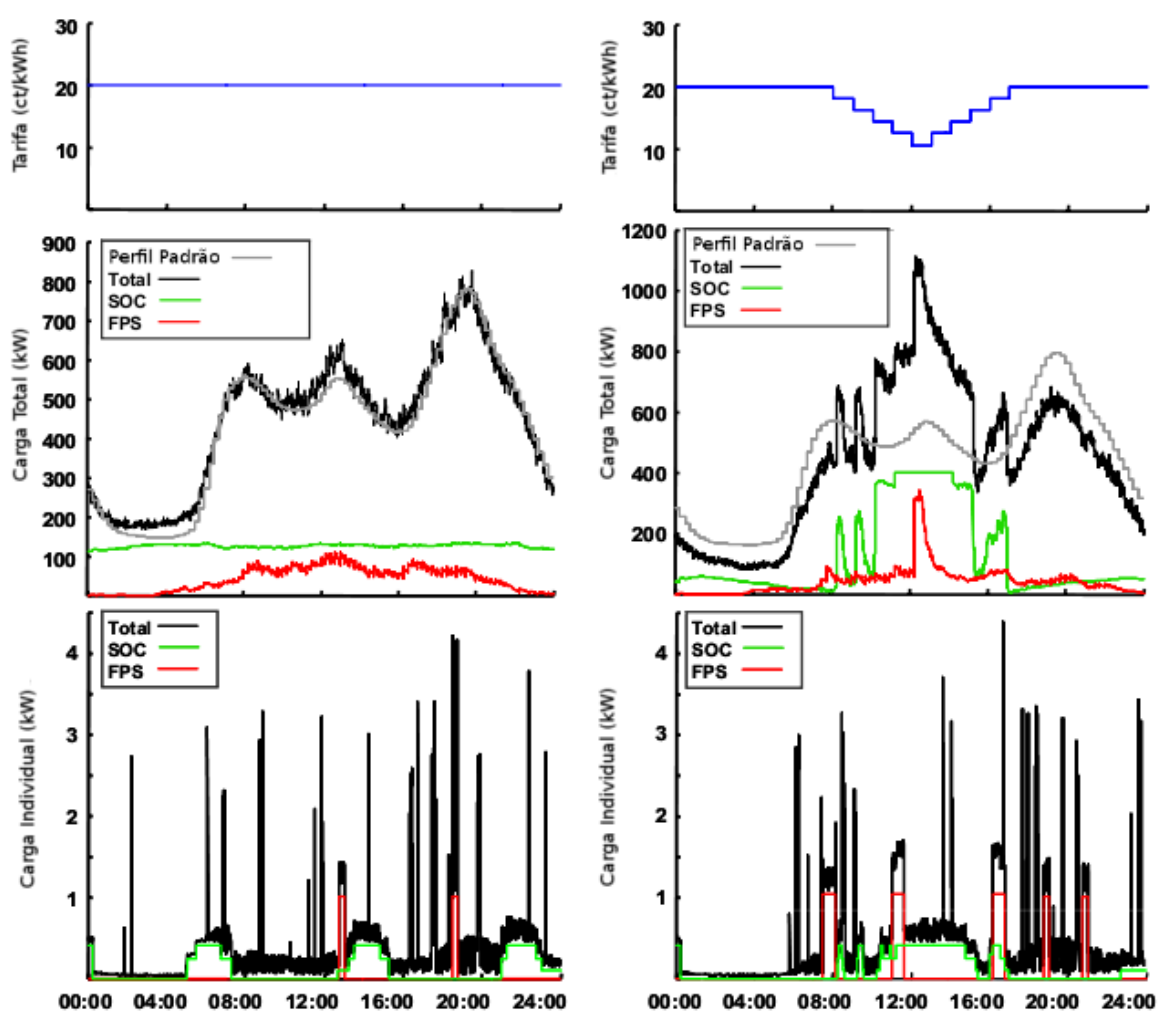 30
20
10
Tarifa (ct/kWh)
30
20
10
Tarifa (ct/kWh)
900
800
700
600
500
400
300
200
100
Carga Total (kW)
Perfil Padrão
Total
SOC
FPS
1200
1000
800
600
400
200
Carga Total (kW)
Perfil Padrão
Total
SOC
FPS
4
3
2
1
Carga Individual (kW)
Total
SOC
FPS
00:00 04:00 08:00 12:00 16:00 20:00 24:00
4
3
2
1
Carga Individual (kW)
Total
SOC
FPS
00:00 04:00 08:00 12:00 16:00 20:00 24:00